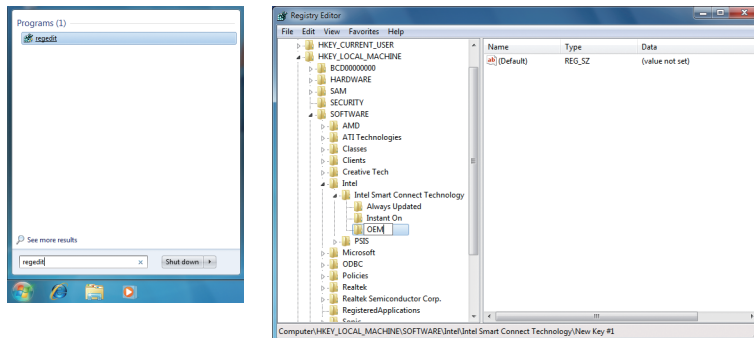 Programs (1)
regedit
See more results
regedit
Shut down
Registry Editor
File Edit View Favorites Help
HKEY_CURRENT_USER
HKEY_LOCAL_MACHINE
BCD00000000
HARDWARE
SAM
SECURITY
SOFTWARE
AMD
ATI Technologies
Classes
Clients
Creative Tech
Intel
Intel Smart Connect Technology
Always Updated
Instant On
OEM
PSIS
Microsoft
ODBC
Policies
Realtek
Realtek Semiconductor Corp.
RegisteredApplications
Sonic
Name Type Data
(Default) REG_SZ (value not set)
Computer\HKEY_LOCAL_MACHINE\SOFTWARE\Intel\Intel Smart Connect Technology\New Key #1